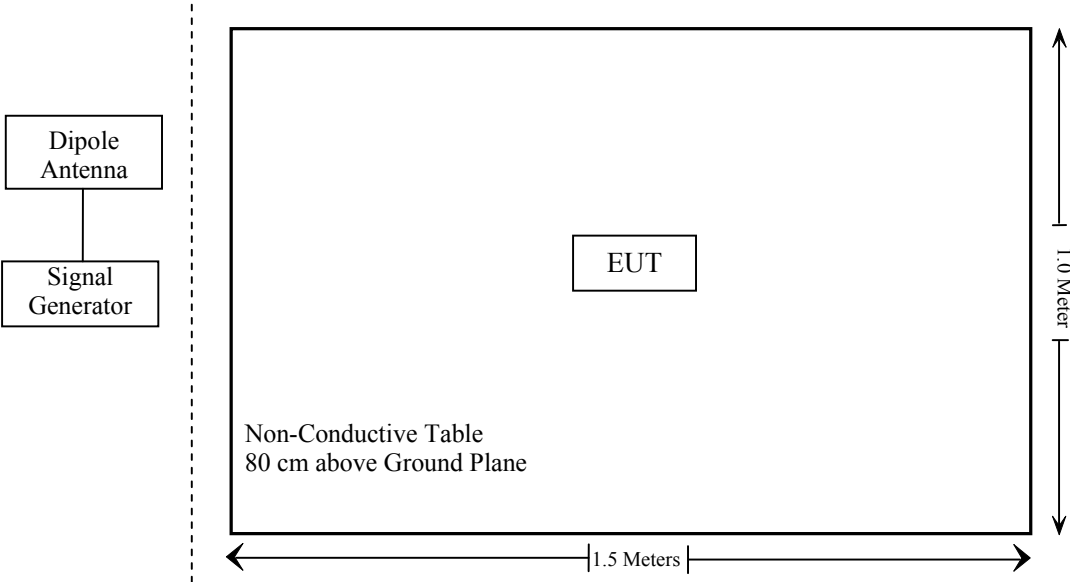 Dipole
Antenna
Signal
Generator
EUT
1.0 Meter
Non-Conductive Table
80 cm above Ground Plane
1.5 Meters